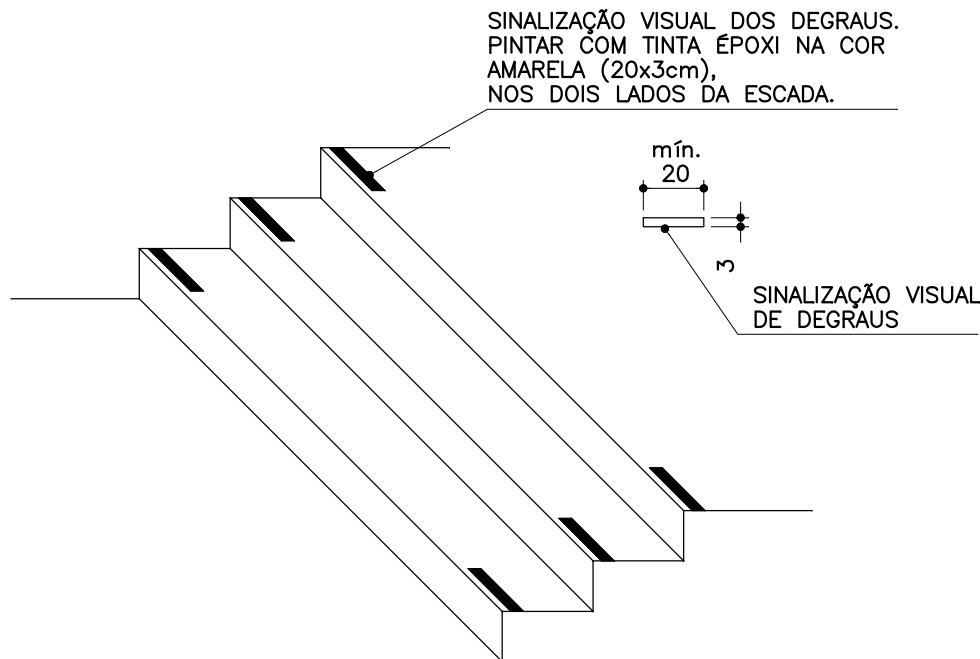 SINALIZAÇÃO VISUAL DOS DEGRAUS.
PINTAR COM TINTA ÉPOXI NA COR
AMARELA (20x3cm),
NOS DOIS LADOS DA ESCADA.
mín.
20
3
SINALIZAÇÃO VISUAL
DE DEGRAUS